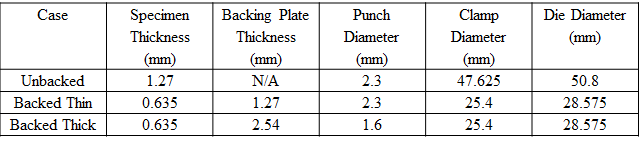 Case Specimen Backing Plate Punch Clamp Die Diameter
Thickness Thickness Diameter Diameter (mm)
(mm) (mm) (mm) (mm)
Unbacked 1.27 N/A 2.3 47.625 50.8
Backed Thin 0.635 1.27 2.3 25.4 28.575
Backed Thick 0.635 2.54 1.6 25.4 28.575